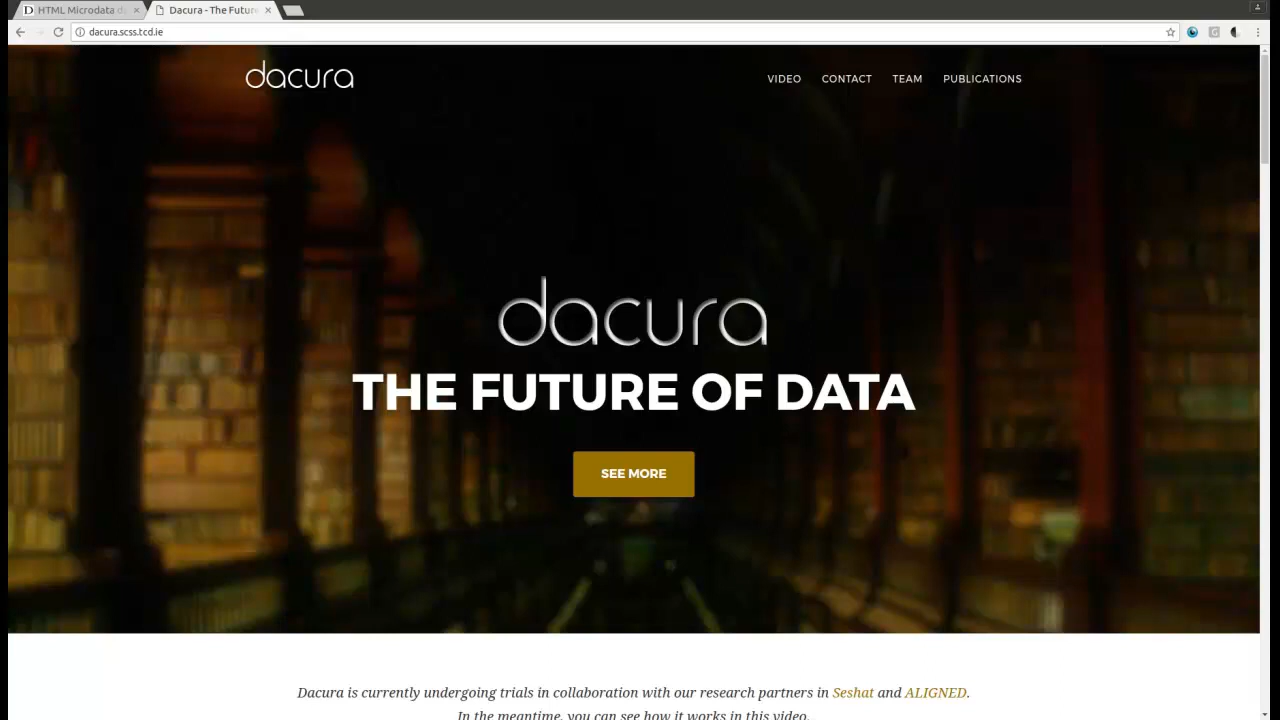 HTML Microdata
Dacura - The Future
dacura.scss.tcd.ie
dacura
VIDEO CONTACT TEAM PUBLICATIONS
dacura
THE FUTURE OF DATA
SEE MORE
Dacura is currently undergoing trials in collaboration with our research partners in Seshat and ALIGNED.
In the meantime, you can see how it works in this video.